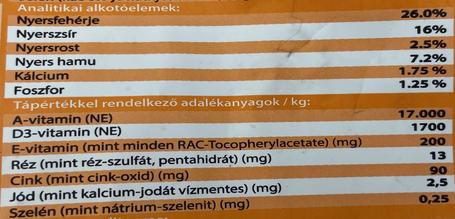 Analitikai alkotóelemek:
Nyersfehérje 26.0%
Nyerszsír 16%
Nyersrost 2.5%
Nyers hamu 7.2%
Kálcium 1.75 %
Foszfor 1.25 %
Tápértékkel rendelkező adalékanyagok / kg:
A-vitamin (NE) 17.000
D3-vitamin (NE) 1700
E-vitamin (mint minden RAC-Tocopherylacetate) (mg) 200
Réz (mint réz-szulfát, pentahidrát) (mg) 13
Cink (mint cink-oxid) (mg) 90
Jód (mint kalcium-jodát vízmentes) (mg) 2,5
Szelén (mint nátrium-szelenit) (mg) 0,25